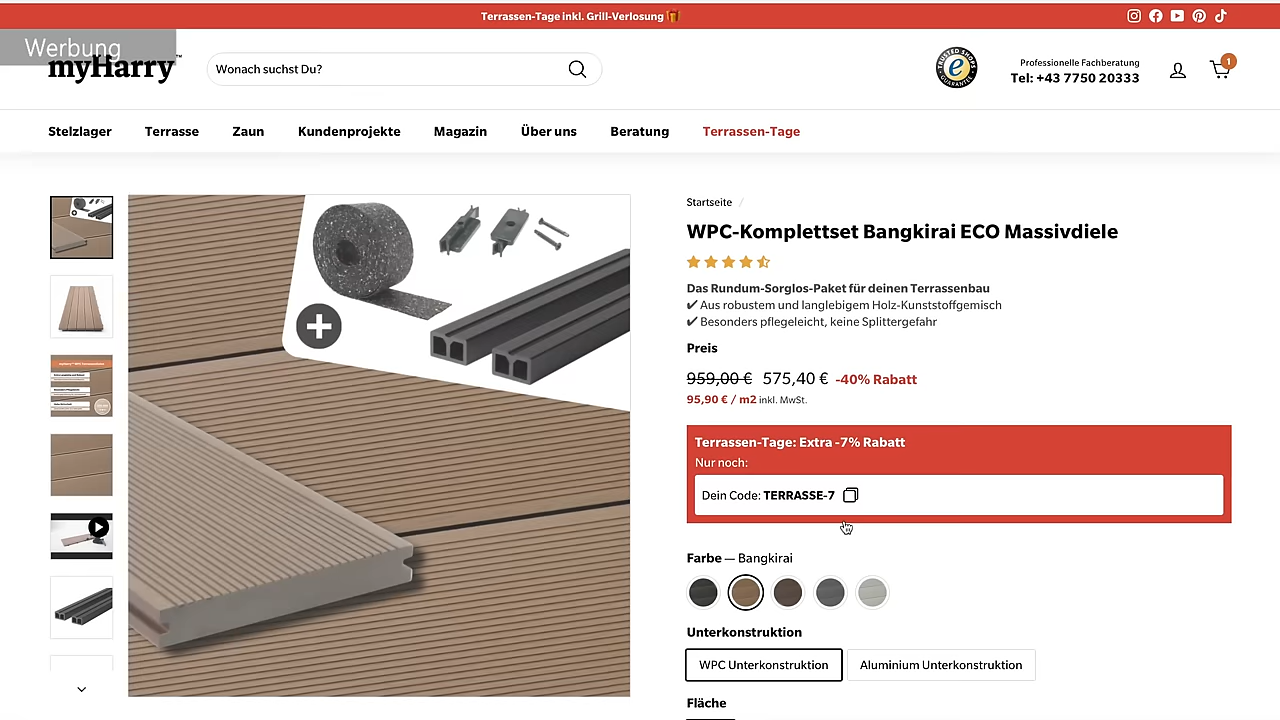 Terrassen-Tage inkl. Grill-Verlosung
Werbung
myHarry™
Wonach suchst Du?
TRUSTED SHOPS GUARANTEE
e
Professionelle Fachberatung
Tel: +43 7750 20333
1
Stelzlager Terrasse Zaun Kundenprojekte Magazin Über uns Beratung Terrassen-Tage
Startseite /
WPC-Komplettset Bangkirai ECO Massivdiele
Das Rundum-Sorglos-Paket für deinen Terrassenbau
✔ Aus robustem und langlebigem Holz-Kunststoffgemisch
✔ Besonders pflegeleicht, keine Splittergefahr
Preis
959,00 € 575,40 € -40% Rabatt
95,90 € / m2 inkl. MwSt.
Terrassen-Tage: Extra -7% Rabatt
Nur noch:
Dein Code: TERRASSE-7
Farbe — Bangkirai
Unterkonstruktion
WPC Unterkonstruktion Aluminium Unterkonstruktion
Fläche